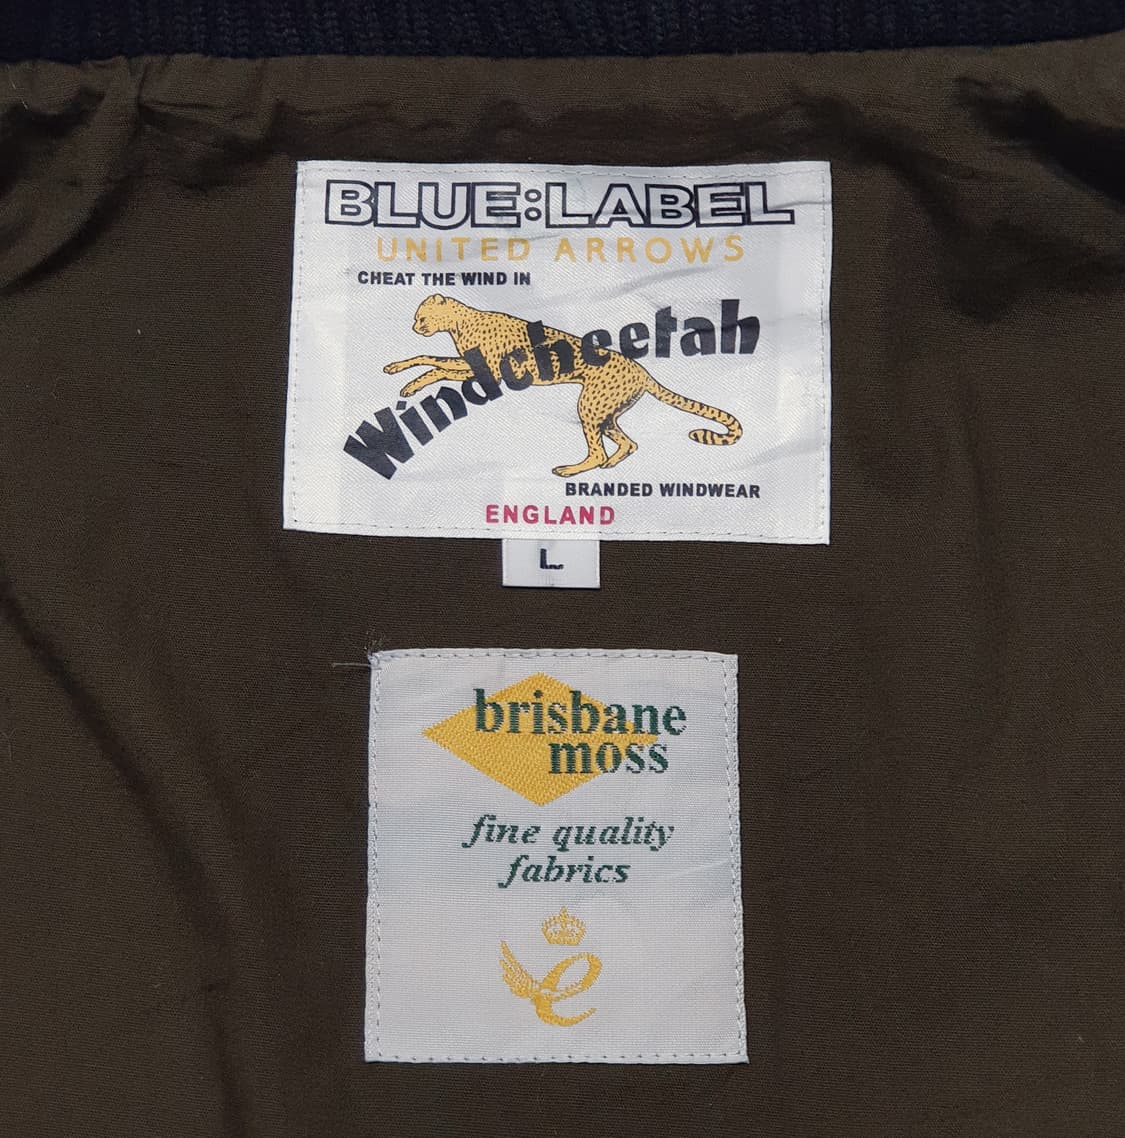 BLUE:LABEL
UNITED ARROWS
CHEAT THE WIND IN
Windcheetah
BRANDED WINDWEAR
ENGLAND
L
brisbane
moss
fine quality
fabrics
e